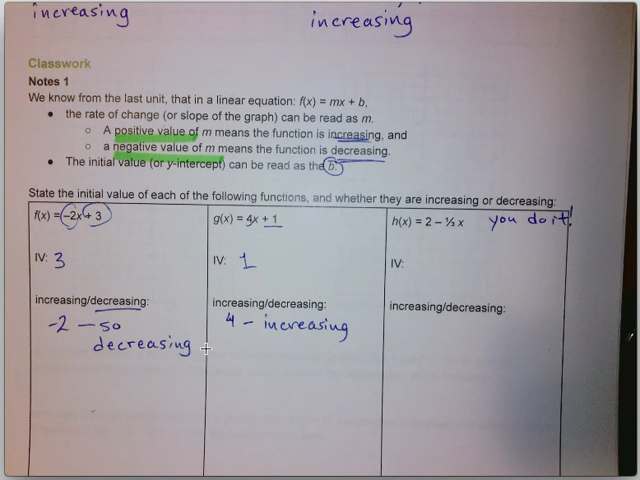 increasing
increasing
Classwork
Notes 1
We know from the last unit, that in a linear equation: f(x) = mx + b,
• the rate of change (or slope of the graph) can be read as m.
○ A positive value of m means the function is increasing, and
○ a negative value of m means the function is decreasing.
• The initial value (or y-intercept) can be read as the b.
State the initial value of each of the following functions, and whether they are increasing or decreasing:
f(x) = −2x + 3
IV: 3
increasing/decreasing:
-2 — so
decreasing
g(x) = 4x + 1
IV: 1
increasing/decreasing:
4 – increasing
h(x) = 2 – ⅓ x you do it!
IV:
increasing/decreasing: